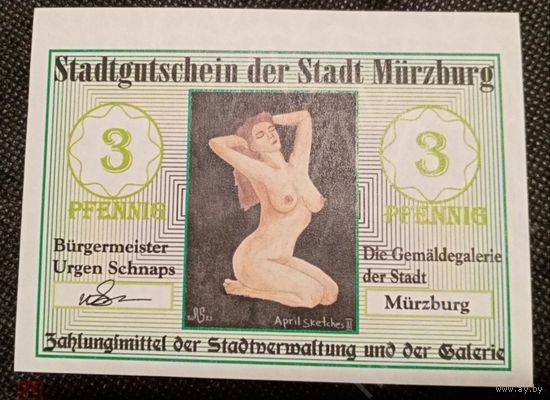 Stadtgutschein der Stadt Mürzburg
3
PFENNIG
3
PFENNIG
Bürgermeister
Urgen Schnaps
Die Gemäldegalerie
der Stadt
Mürzburg
April sketches II
Zahlungsmittel der Stadtverwaltung und der Galerie
www.ay.by